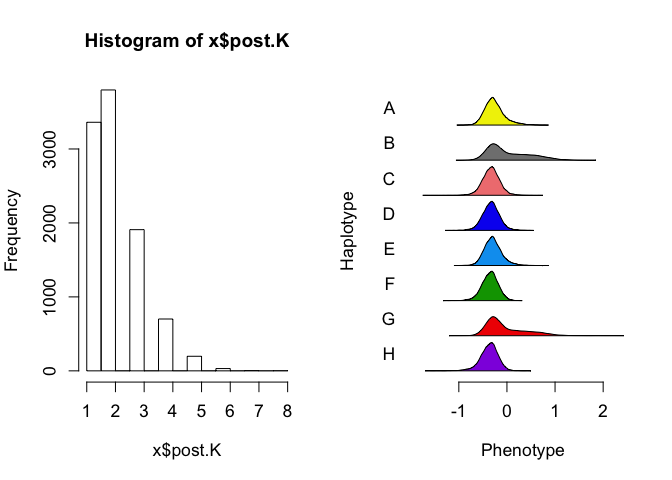 Histogram of x$post.K
Frequency
0
1000
2000
3000
1 2 3 4 5 6 7 8
x$post.K
Haplotype
A
B
C
D
E
F
G
H
-1 0 1 2
Phenotype